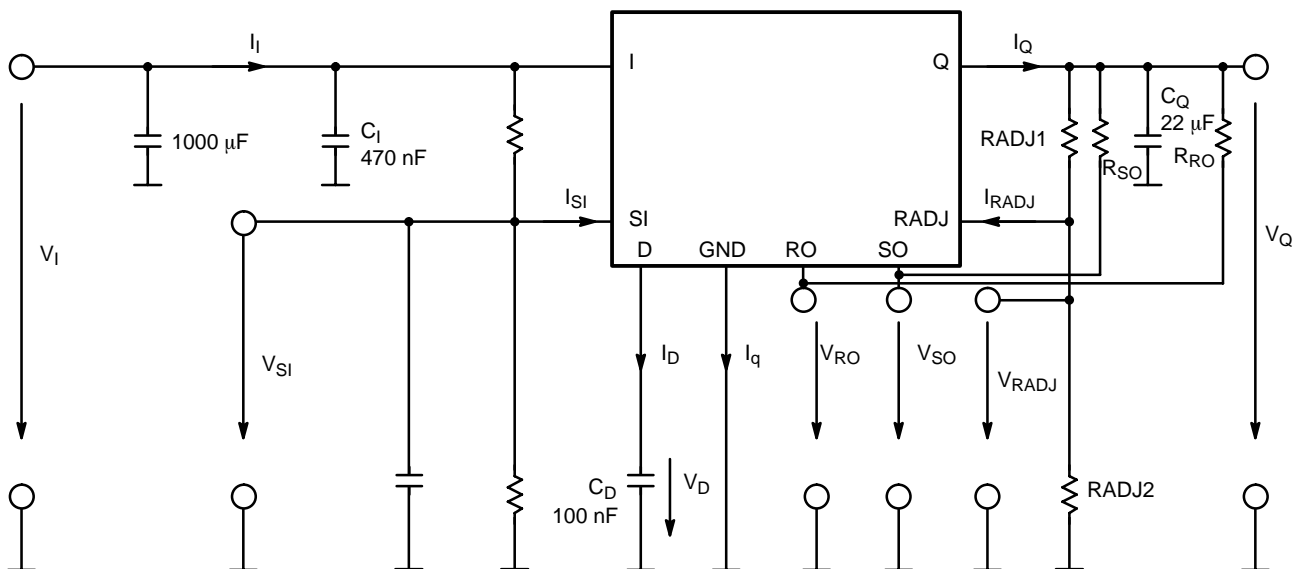 I_I
I_Q
I
Q
C_Q
22 μF
1000 μF
C_I
470 nF
RADJ1
R_SO
R_RO
I_SI
I_RADJ
SI
RADJ
V_I
D
GND
RO
SO
V_Q
V_SI
I_D
I_q
V_RO
V_SO
V_RADJ
C_D
100 nF
V_D
RADJ2